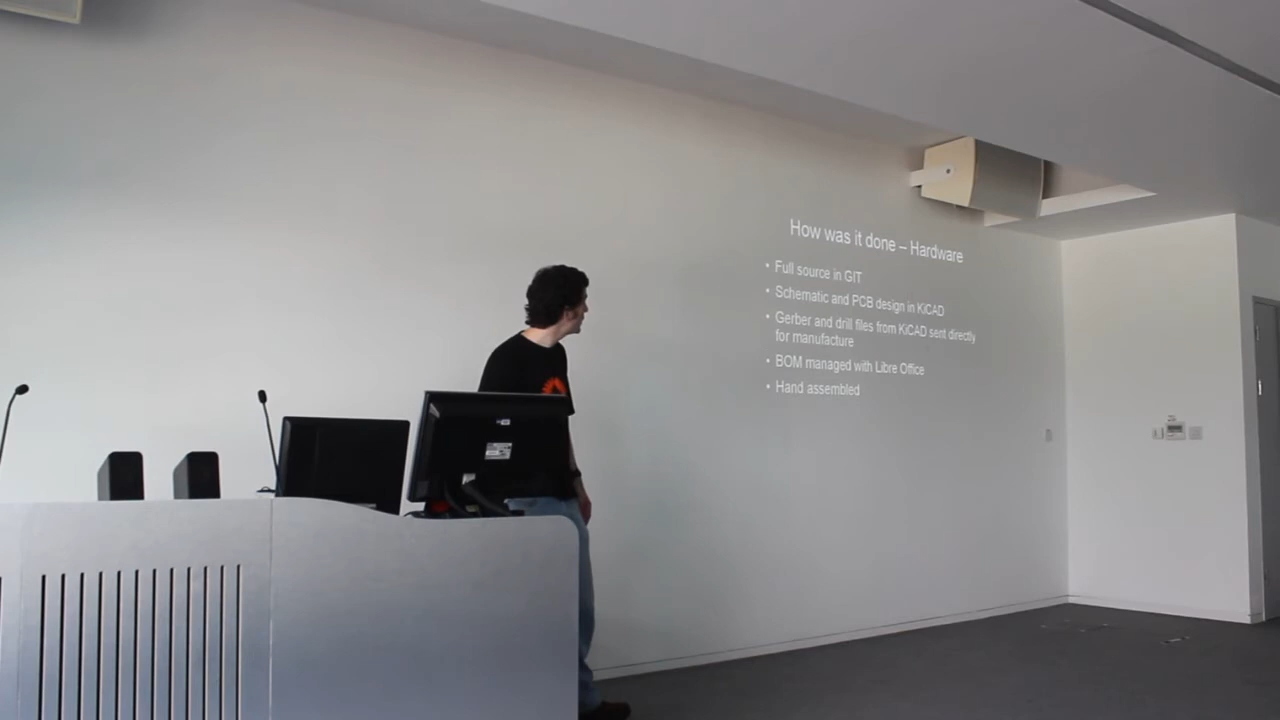 How was it done – Hardware
• Full source in GIT
• Schematic and PCB design in KiCAD
• Gerber and drill files from KiCAD sent directly
for manufacture
• BOM managed with Libre Office
• Hand assembled